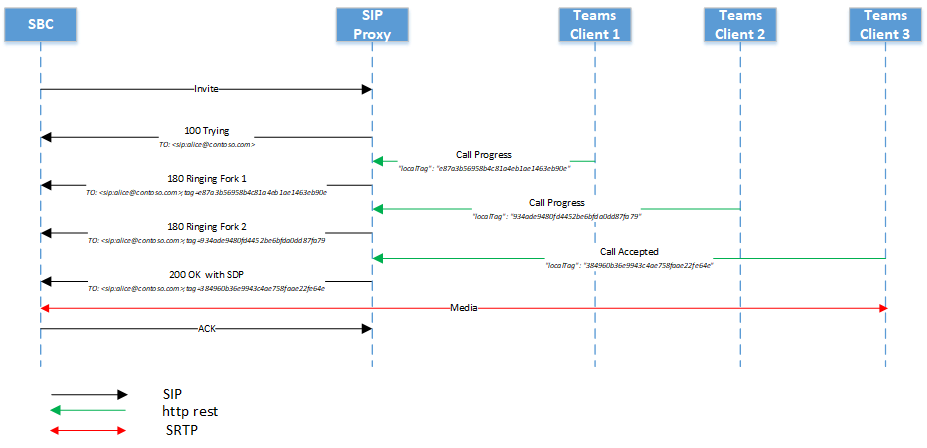 SBC
SIP
Proxy
Teams
Client 1
Teams
Client 2
Teams
Client 3
Invite
100 Trying
TO: <sip:alice@contoso.com>
Call Progress
"localTag": "e87a3b56958b4c81a4eb1ae1463eb90e"
180 Ringing Fork 1
TO: <sip:alice@contoso.com>;tag=e87a3b56958b4c81a4eb1ae1463eb90e
Call Progress
"localTag": "934ade9480fd4452be6bfda0dd87fa79"
180 Ringing Fork 2
TO: <sip:alice@contoso.com>;tag=934ade9480fd4452be6bfda0dd87fa79
Call Accepted
"localTag": "384960b36e9943c4ae758faae22fe64e"
200 OK with SDP
TO: <sip:alice@contoso.com>;tag=384960b36e9943c4ae758faae22fe64e
Media
ACK
SIP
http rest
SRTP